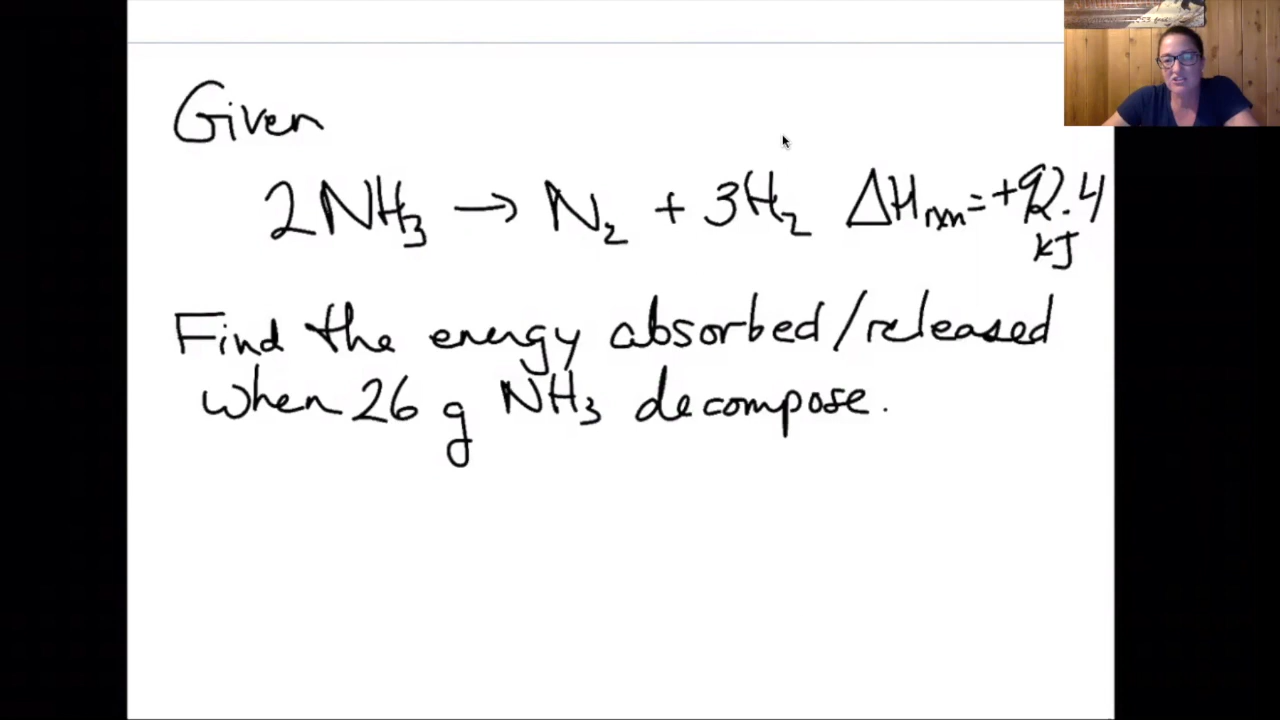 Given
2NH₃ → N₂ + 3H₂ ΔHrxn = +92.4
kJ
Find the energy absorbed/released
when 26 g NH₃ decompose.